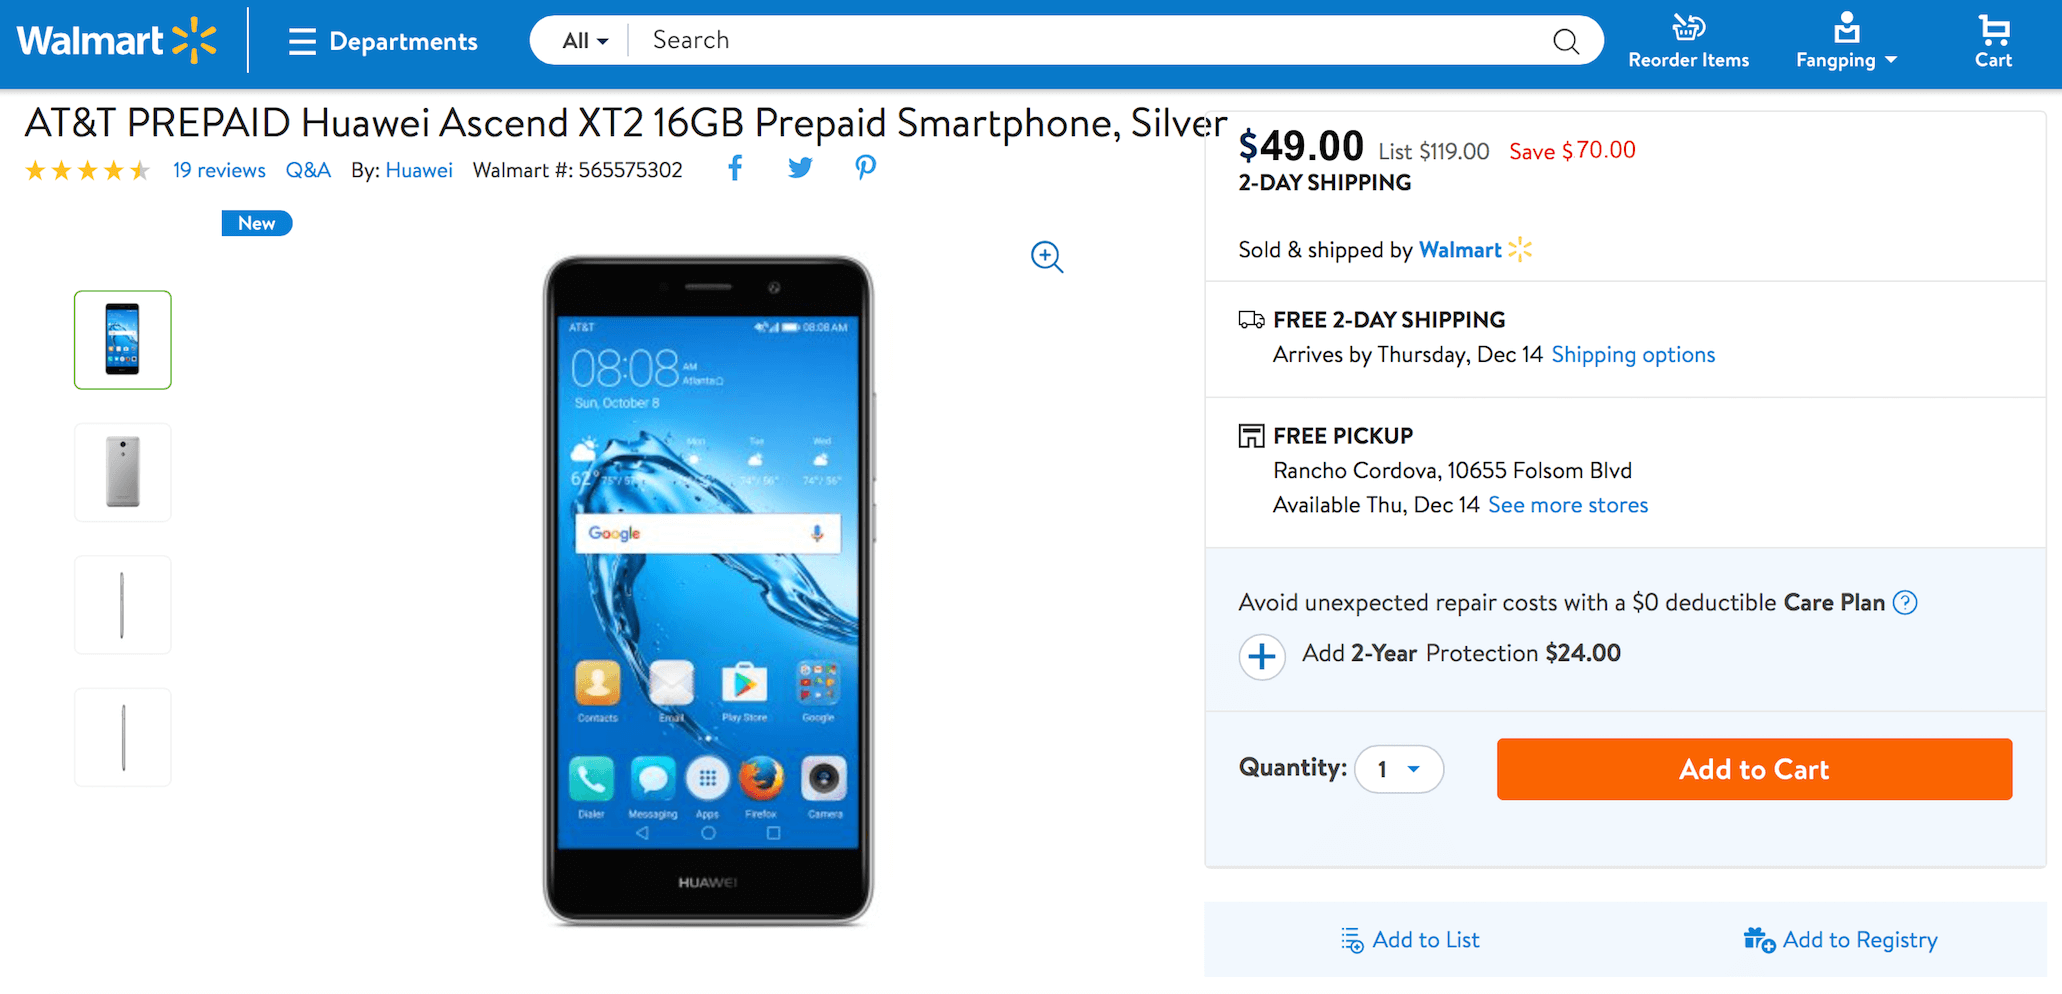 Walmart
Departments
All
Search
Reorder Items
Fangping
Cart
AT&T PREPAID Huawei Ascend XT2 16GB Prepaid Smartphone, Silver
19 reviews Q&A By: Huawei Walmart #: 565575302
New
AT&T 08:08 AM
08:08 AM
Atlanta
Sun, October 8
Mon Tue Wed
62° 75°/57° 74°/56° 74°/56°
Google
Contacts Email Play Store Google
Dialer Messaging Apps Firefox Camera
HUAWEI
$49.00 List $119.00 Save $70.00
2-DAY SHIPPING
Sold & shipped by Walmart
FREE 2-DAY SHIPPING
Arrives by Thursday, Dec 14 Shipping options
FREE PICKUP
Rancho Cordova, 10655 Folsom Blvd
Available Thu, Dec 14 See more stores
Avoid unexpected repair costs with a $0 deductible Care Plan ?
Add 2-Year Protection $24.00
Quantity: 1
Add to Cart
Add to List
Add to Registry